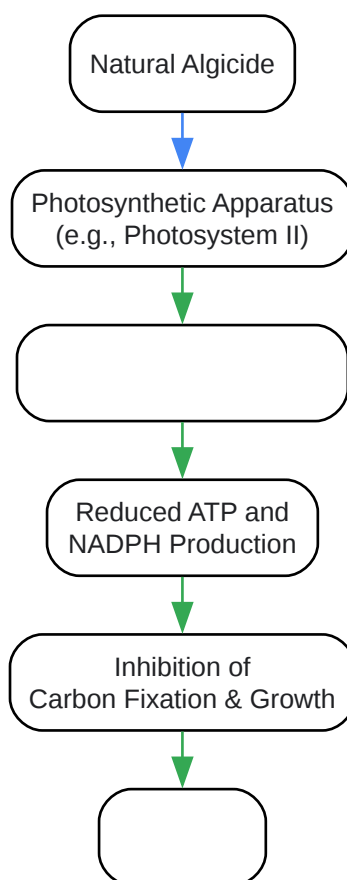 Natural Algicide
Photosynthetic Apparatus
(e.g., Photosystem II)
Reduced ATP and
NADPH Production
Inhibition of
Carbon Fixation & Growth